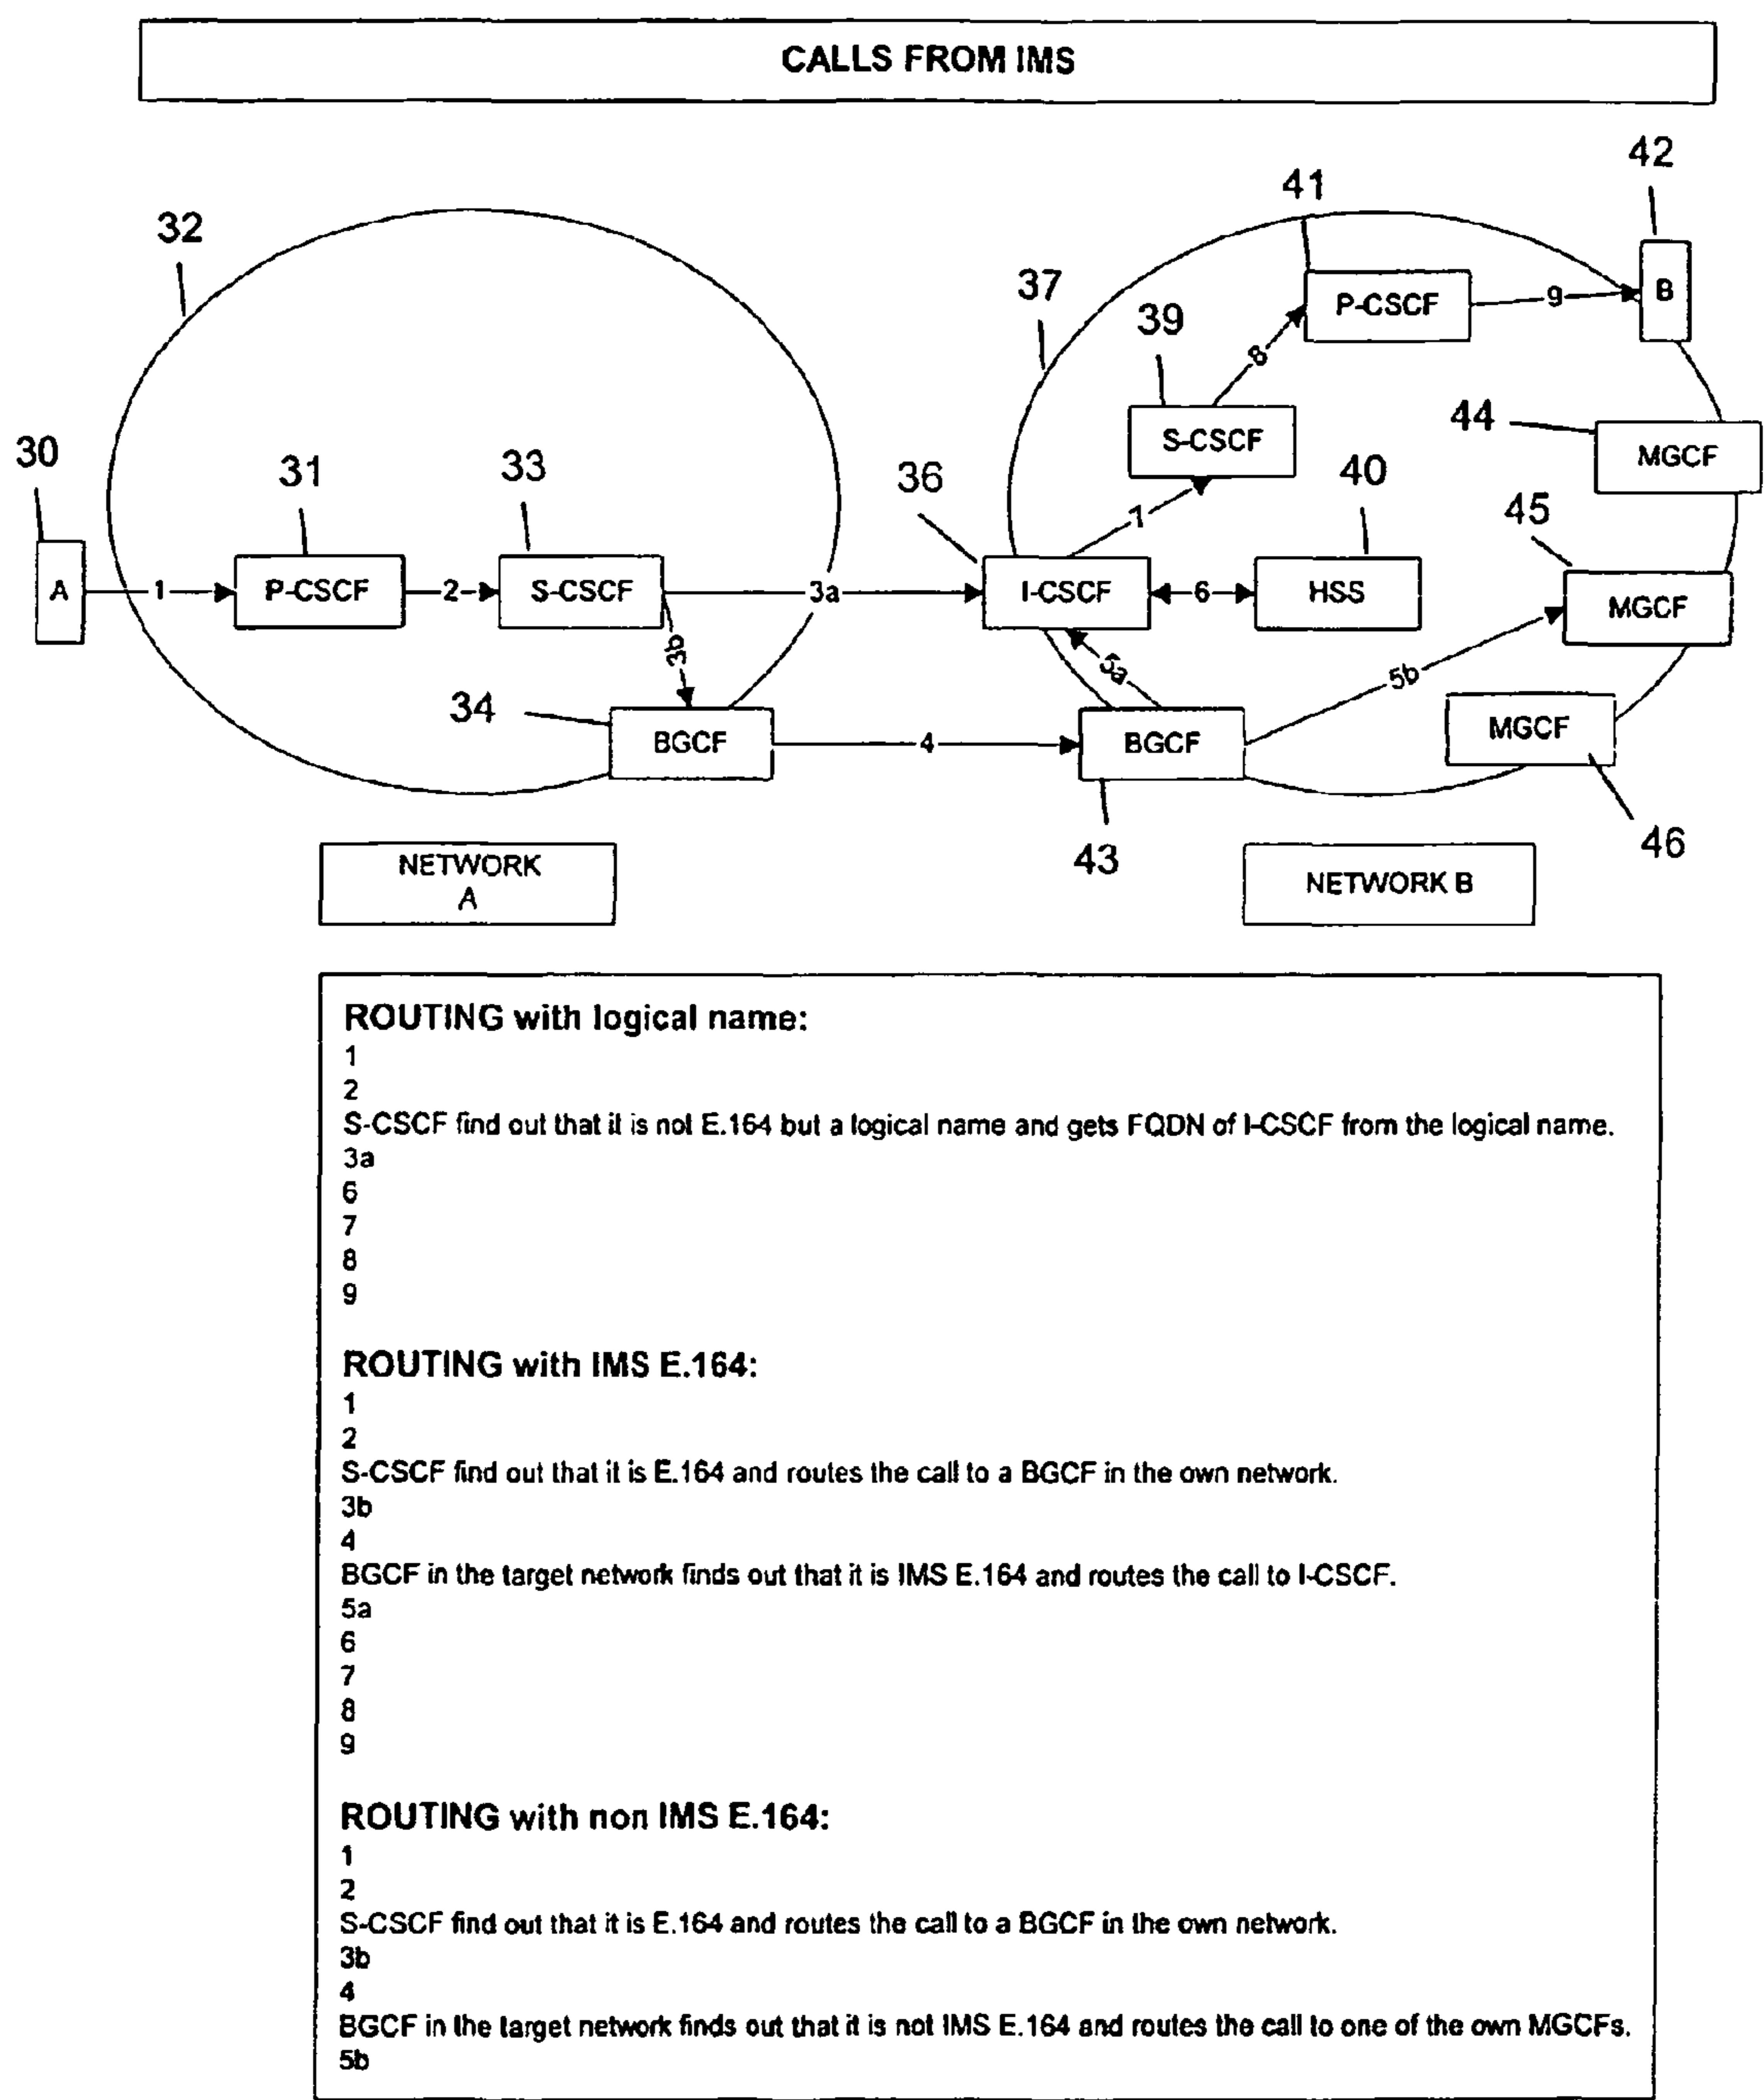 CALLS FROM IMS
42
41
32
37
39
44
30
31
33
36
40
45
B
P-CSCF
9
8
S-CSCF
MGCF
7
A
1
P-CSCF
2
S-CSCF
3a
I-CSCF
6
HSS
MGCF
3b
5a
5b
34
BGCF
4
BGCF
MGCF
43
46
NETWORK
A
NETWORK B
ROUTING with logical name:
1
2
S-CSCF find out that it is not E.164 but a logical name and gets FQDN of I-CSCF from the logical name.
3a
6
7
8
9
ROUTING with IMS E.164:
1
2
S-CSCF find out that it is E.164 and routes the call to a BGCF in the own network.
3b
4
BGCF in the target network finds out that it is IMS E.164 and routes the call to I-CSCF.
5a
6
7
8
9
ROUTING with non IMS E.164:
1
2
S-CSCF find out that it is E.164 and routes the call to a BGCF in the own network.
3b
4
BGCF in the target network finds out that it is not IMS E.164 and routes the call to one of the own MGCFs.
5b